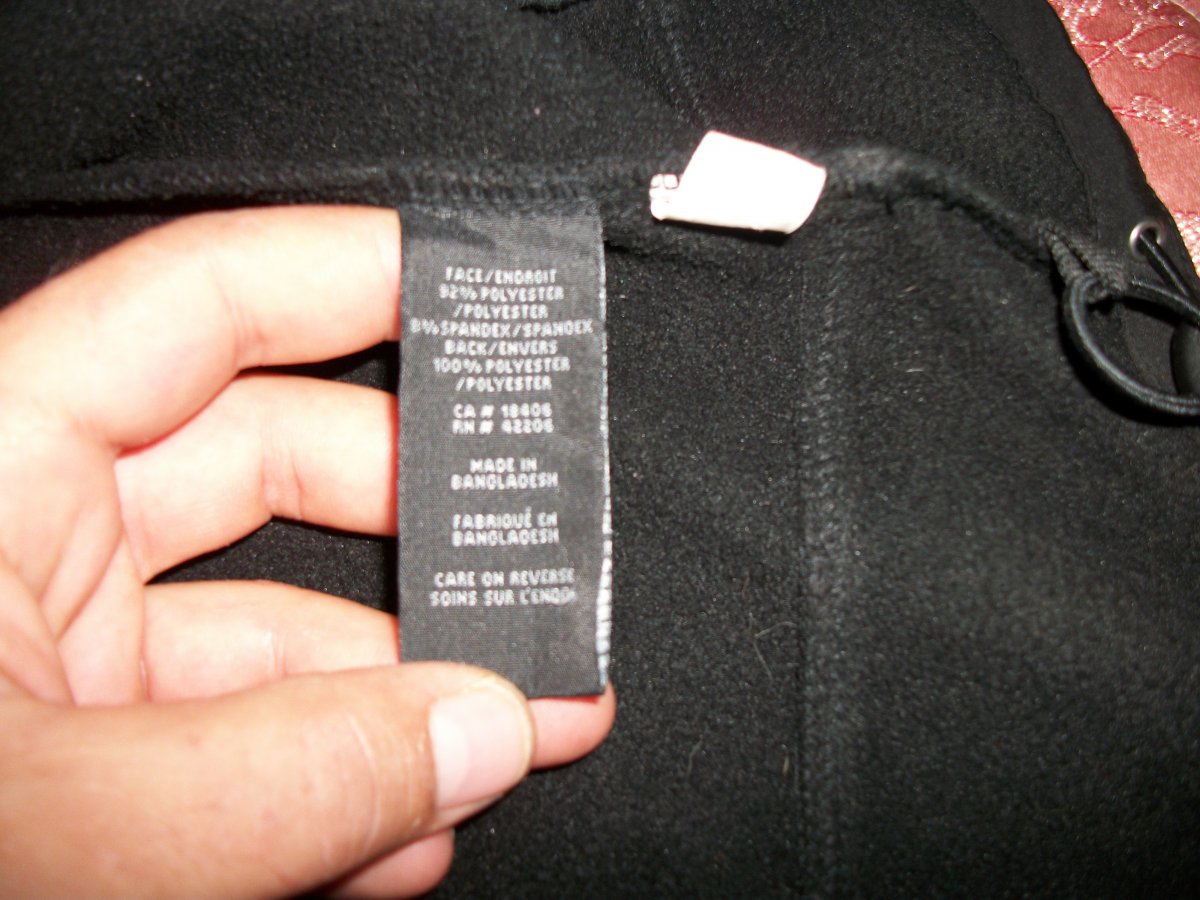 FACE/ENDROIT
92% POLYESTER
/POLYESTER
8% SPANDEX/SPANDEX
BACK/ENVERS
100% POLYESTER
/POLYESTER
CA # 18406
RN # 42206
MADE IN
BANGLADESH
FABRIQUÉ EN
BANGLADESH
CARE ON REVERSE
SOINS SUR